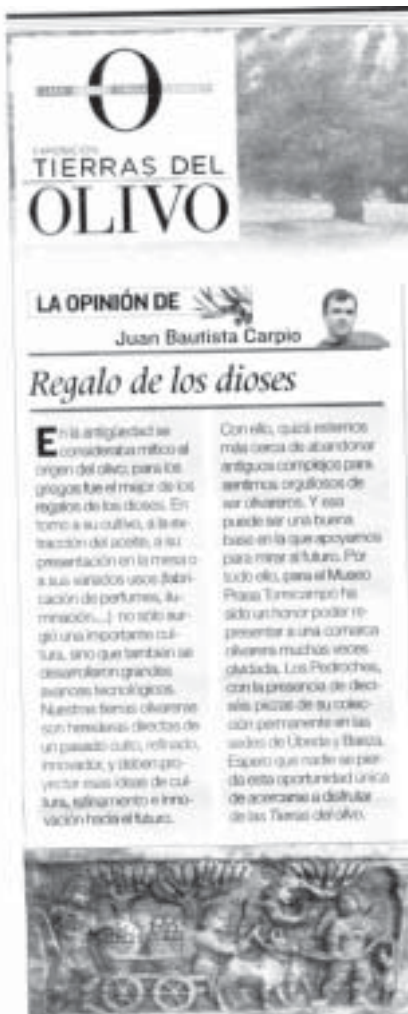 O
EXPOSICIÓN
TIERRAS DEL
OLIVO
LA OPINIÓN DE
Juan Bautista Carpio
Regalo de los dioses
En la antigüedad se
consideraba mítico el
origen del olivo; para los
griegos fue el mejor de los
regalos de los dioses. En
torno a su cultivo, a la ex-
tracción del aceite, a su
presentación en la mesa o
a sus variados usos (fabri-
cación de perfumes, ilu-
minación...) no sólo sur-
gió una importante cul-
tura, sino que también se
desarrollaron grandes
avances tecnológicos.
Nuestras tierras olivareras
son herederas directas de
un pasado culto, refinado,
innovador, y deben pro-
yectar esas ideas de cul-
tura, refinamiento e inno-
vación hacia el futuro.
Con ello, quizá estemos
más cerca de abandonar
antiguos complejos para
sentirnos orgullosos de
ser olivareros. Y esa
puede ser una buena
base en la que apoyarnos
para mirar al futuro. Por
todo ello, para el Museo
Prasa Torrecampo ha
sido un honor poder re-
presentar a una comarca
olivarera muchas veces
olvidada, Los Pedroches,
con la presencia de dieci-
séis piezas de su colec-
ción permanente en las
sedes de Úbeda y Baeza.
Espero que nadie se pier-
da esta oportunidad única
de acercarse a disfrutar
de las Tierras del olivo.